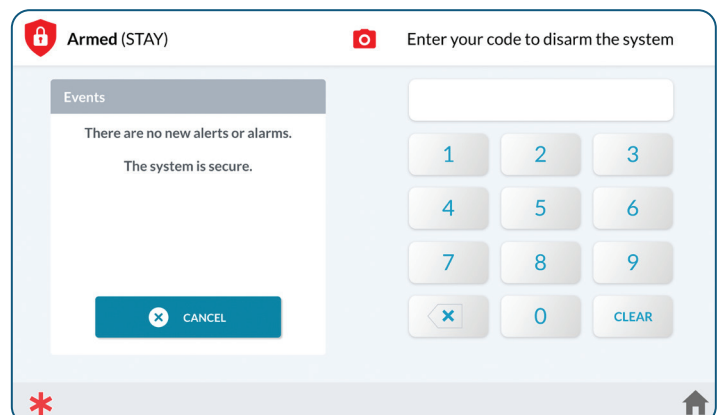 Armed (STAY)
Enter your code to disarm the system
Events
There are no new alerts or alarms.
The system is secure.
CANCEL
1 2 3
4 5 6
7 8 9
0 CLEAR